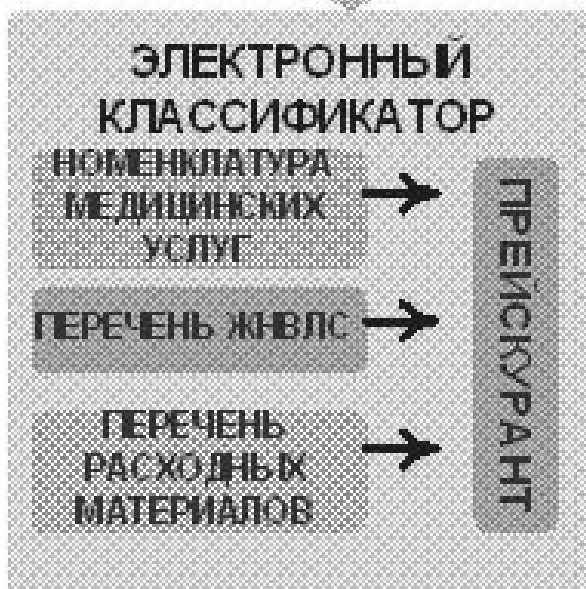 ЭЛЕКТРОННЫЙ
КЛАССИФИКАТОР
НОМЕНКЛАТУРА
МЕДИЦИНСКИХ
УСЛУГ
ПЕРЕЧЕНЬ ЖНВЛС
ПЕРЕЧЕНЬ
РАСХОДНЫХ
МАТЕРИАЛОВ
ПРЕЙСКУРАНТ